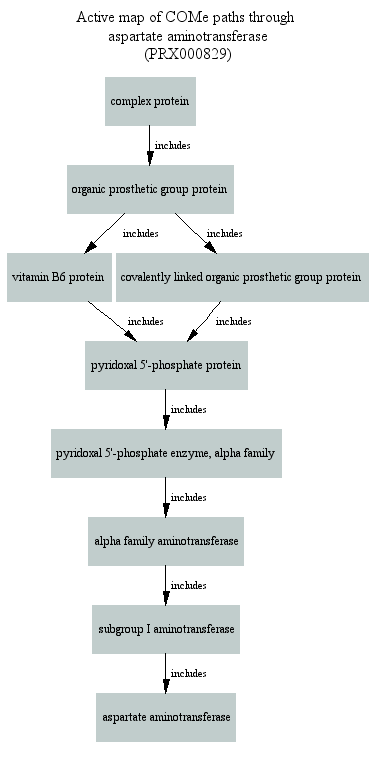 Active map of COMe paths through
aspartate aminotransferase
(PRX000829)
complex protein
includes
organic prosthetic group protein
includes
includes
vitamin B6 protein
covalently linked organic prosthetic group protein
includes
includes
pyridoxal 5'-phosphate protein
includes
pyridoxal 5'-phosphate enzyme, alpha family
includes
alpha family aminotransferase
includes
subgroup I aminotransferase
includes
aspartate aminotransferase